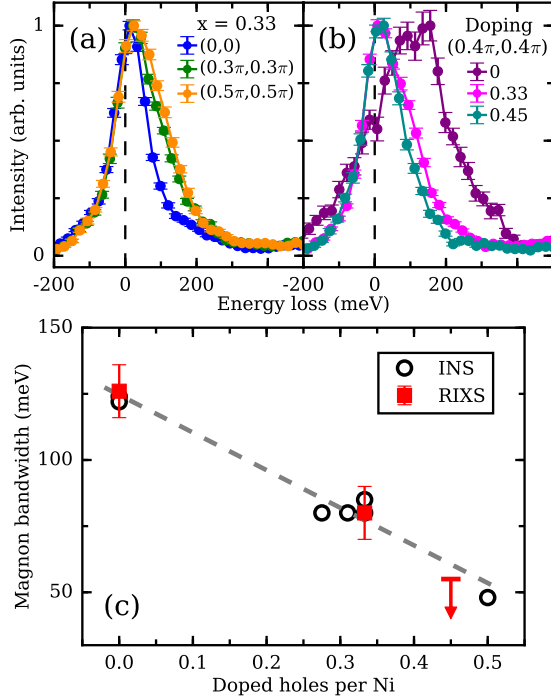 (a)
x = 0.33
(0,0)
(0.3π,0.3π)
(0.5π,0.5π)
(b)
Doping
(0.4π,0.4π)
0
0.33
0.45
Intensity (arb. units)
1
0
-200
0
200
-200
0
200
Energy loss (meV)
(c)
INS
RIXS
Magnon bandwidth (meV)
150
100
50
0.0
0.1
0.2
0.3
0.4
0.5
Doped holes per Ni